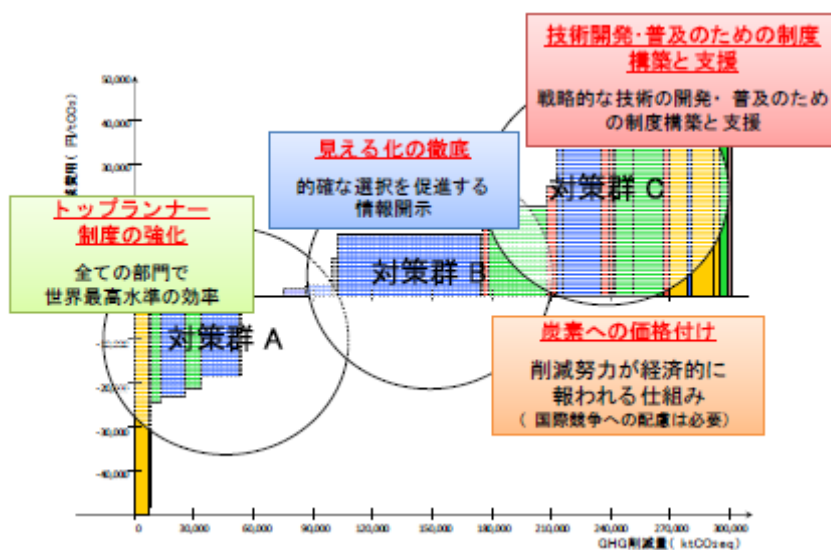 技術開発・普及のための制度
構築と支援
戦略的な技術の開発・普及のため
の制度構築と支援
見える化の徹底
的確な選択を促進する
情報開示
トップランナー
制度の強化
全ての部門で
世界最高水準の効率
対策群 A
対策群 B
対策群 C
炭素への価格付け
削減努力が経済的に
報われる仕組み
(国際競争への配慮は必要)
50,000
40,000
30,000
費用(円/tCO₂)
-20,000
-30,000
-40,000
0
30,000
60,000
90,000
120,000
150,000
180,000
210,000
240,000
270,000
300,000
GHG削減量(ktCO₂eq)